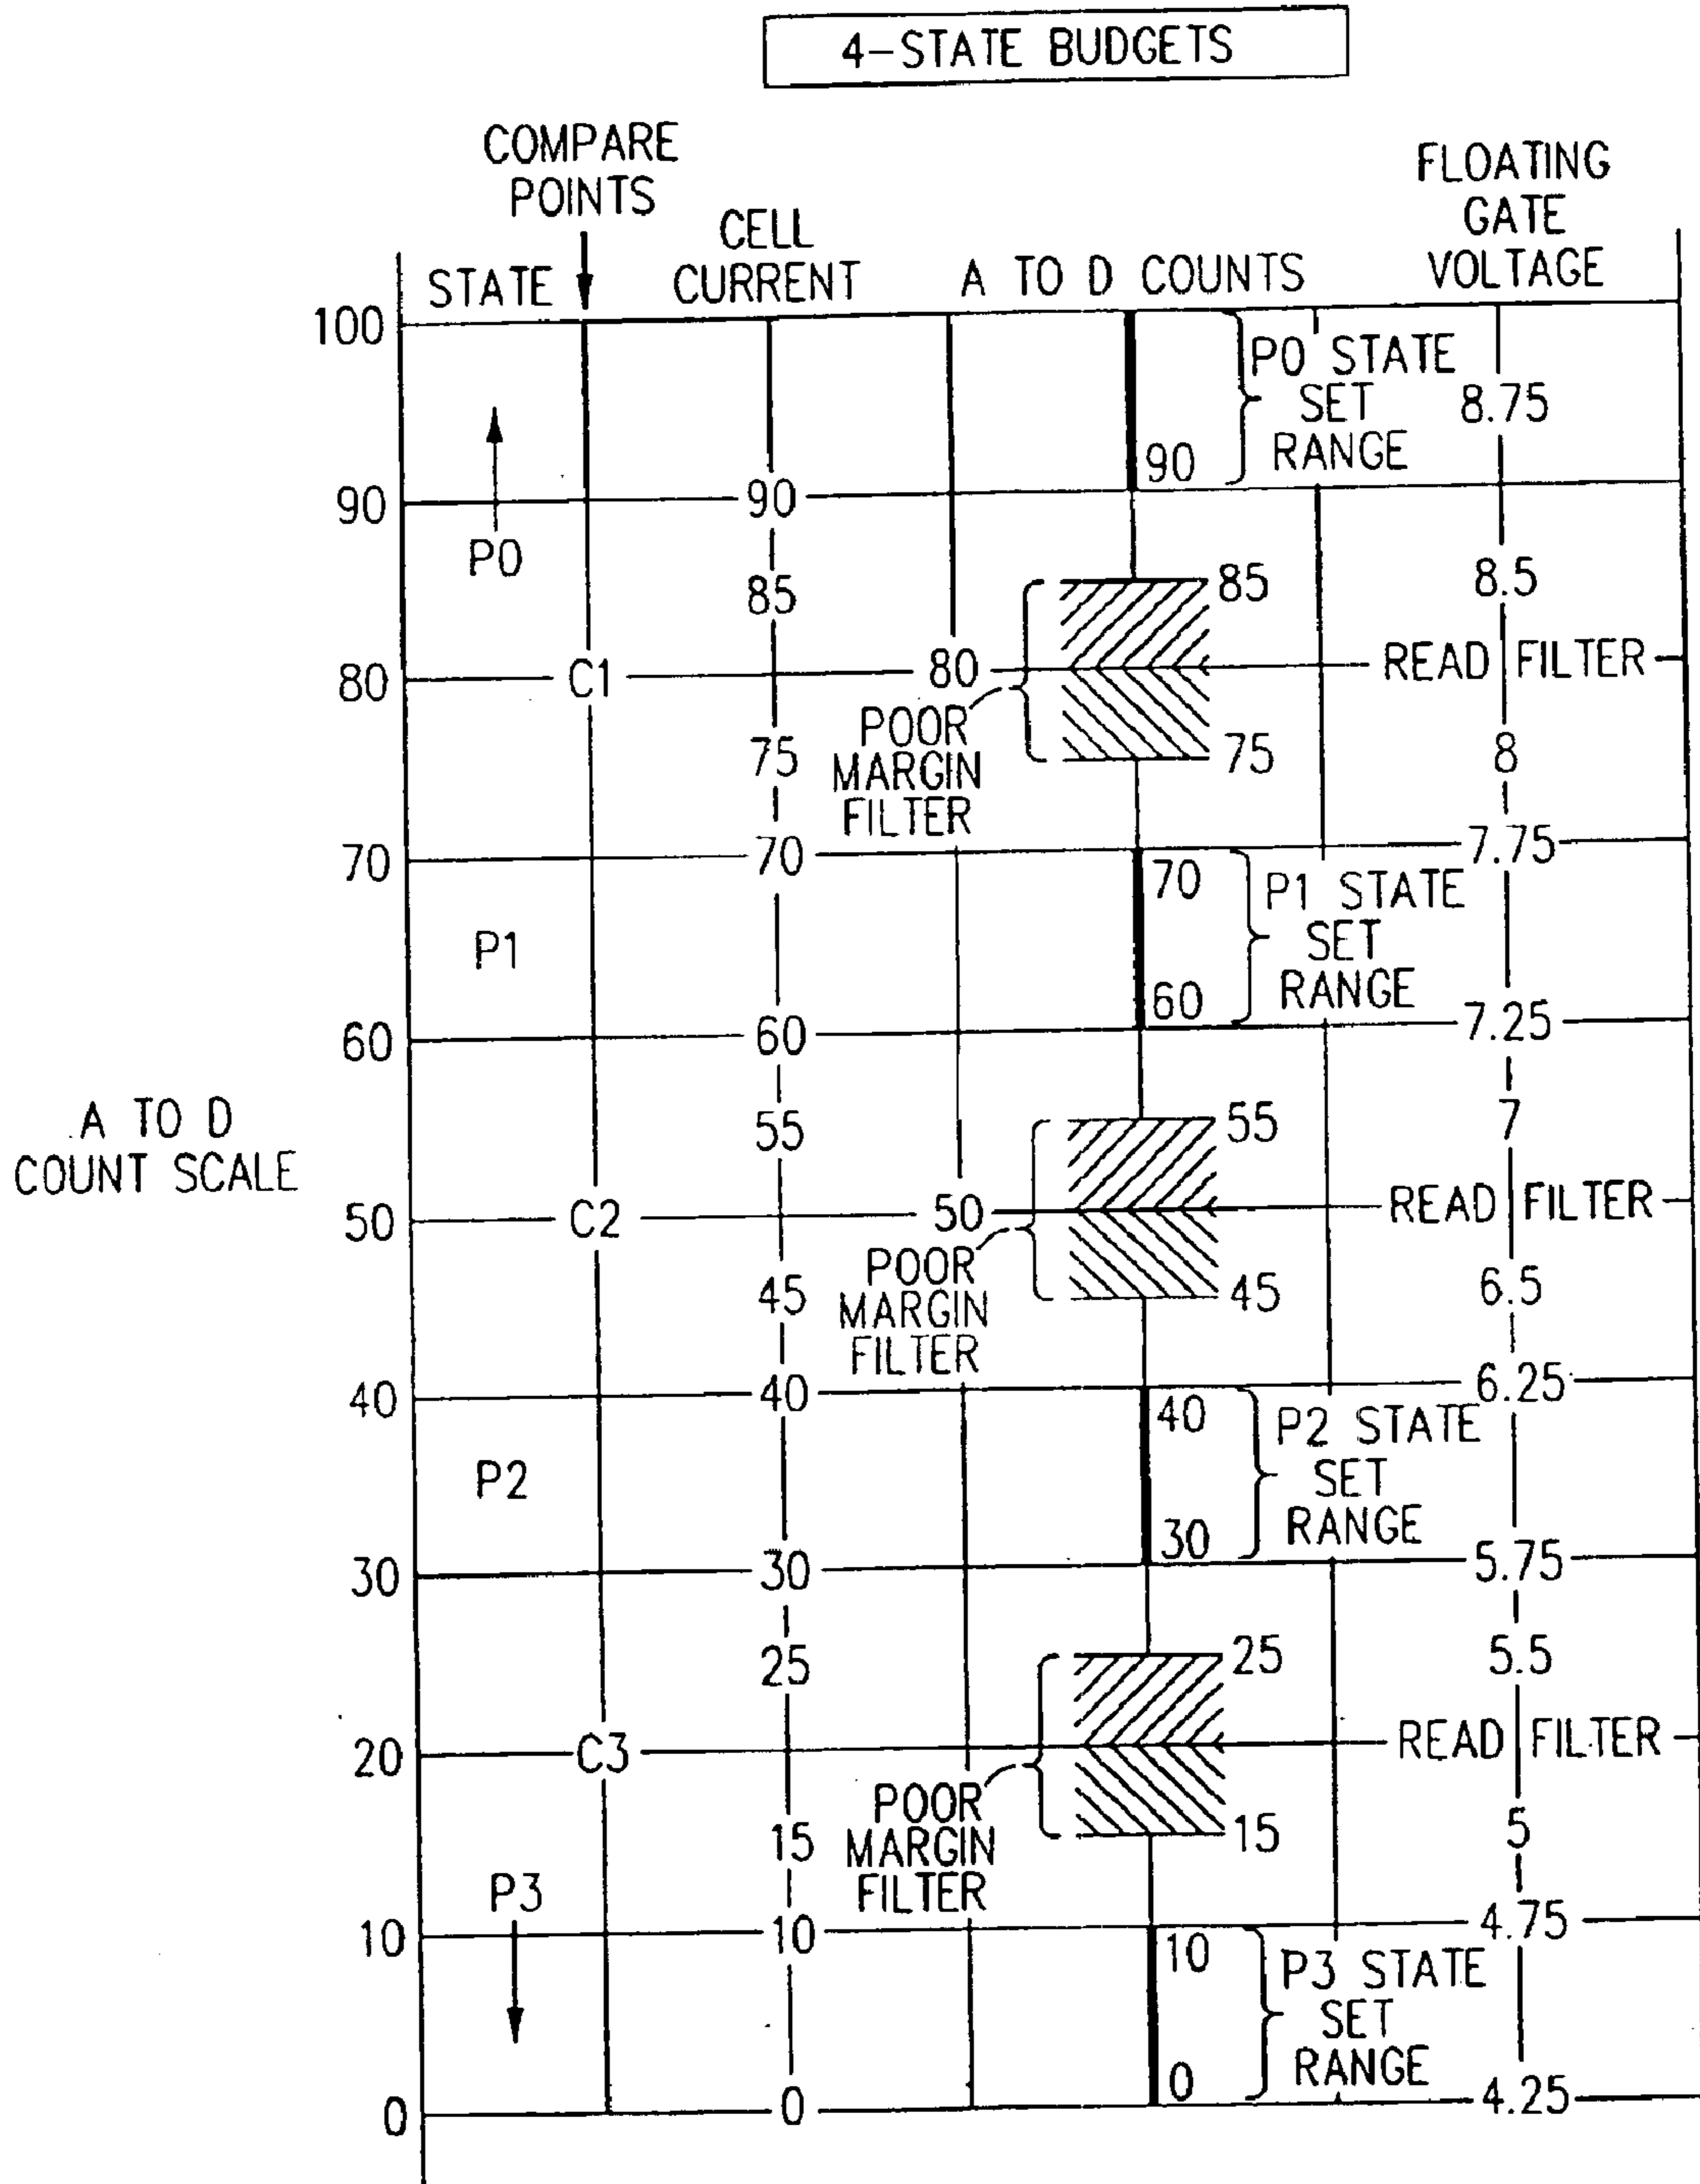 4-STATE BUDGETS
COMPARE
POINTS
STATE
CELL
CURRENT
A TO D COUNTS
FLOATING
GATE
VOLTAGE
100
P0 STATE
SET
RANGE
8.75
90
90
90
P0
85
85
8.5
80
C1
80
READ FILTER
POOR
MARGIN
FILTER
75
75
8
70
70
70
7.75
P1
P1 STATE
SET
RANGE
60
60
60
7.25
A TO D
COUNT SCALE
55
55
7
50
C2
50
READ FILTER
POOR
MARGIN
FILTER
45
45
6.5
40
40
40
6.25
P2
P2 STATE
SET
RANGE
30
30
30
5.75
25
25
5.5
20
C3
READ FILTER
POOR
MARGIN
FILTER
15
15
5
P3
10
10
10
4.75
P3 STATE
SET
RANGE
0
0
0
4.25